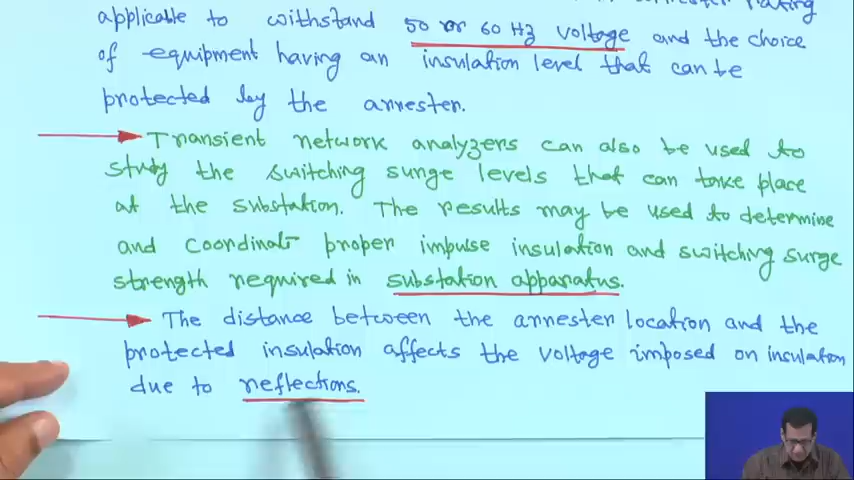 rating
applicable to withstand 50 or 60 Hz voltage and the choice
of equipment having an insulation level that can be
protected by the arrester.
Transient network analyzers can also be used to
study the switching surge levels that can take place
at the substation. The results may be used to determine
and coordinate proper impulse insulation and switching surge
strength required in substation apparatus.
The distance between the arrester location and the
protected insulation affects the voltage imposed on insulation
due to reflections.